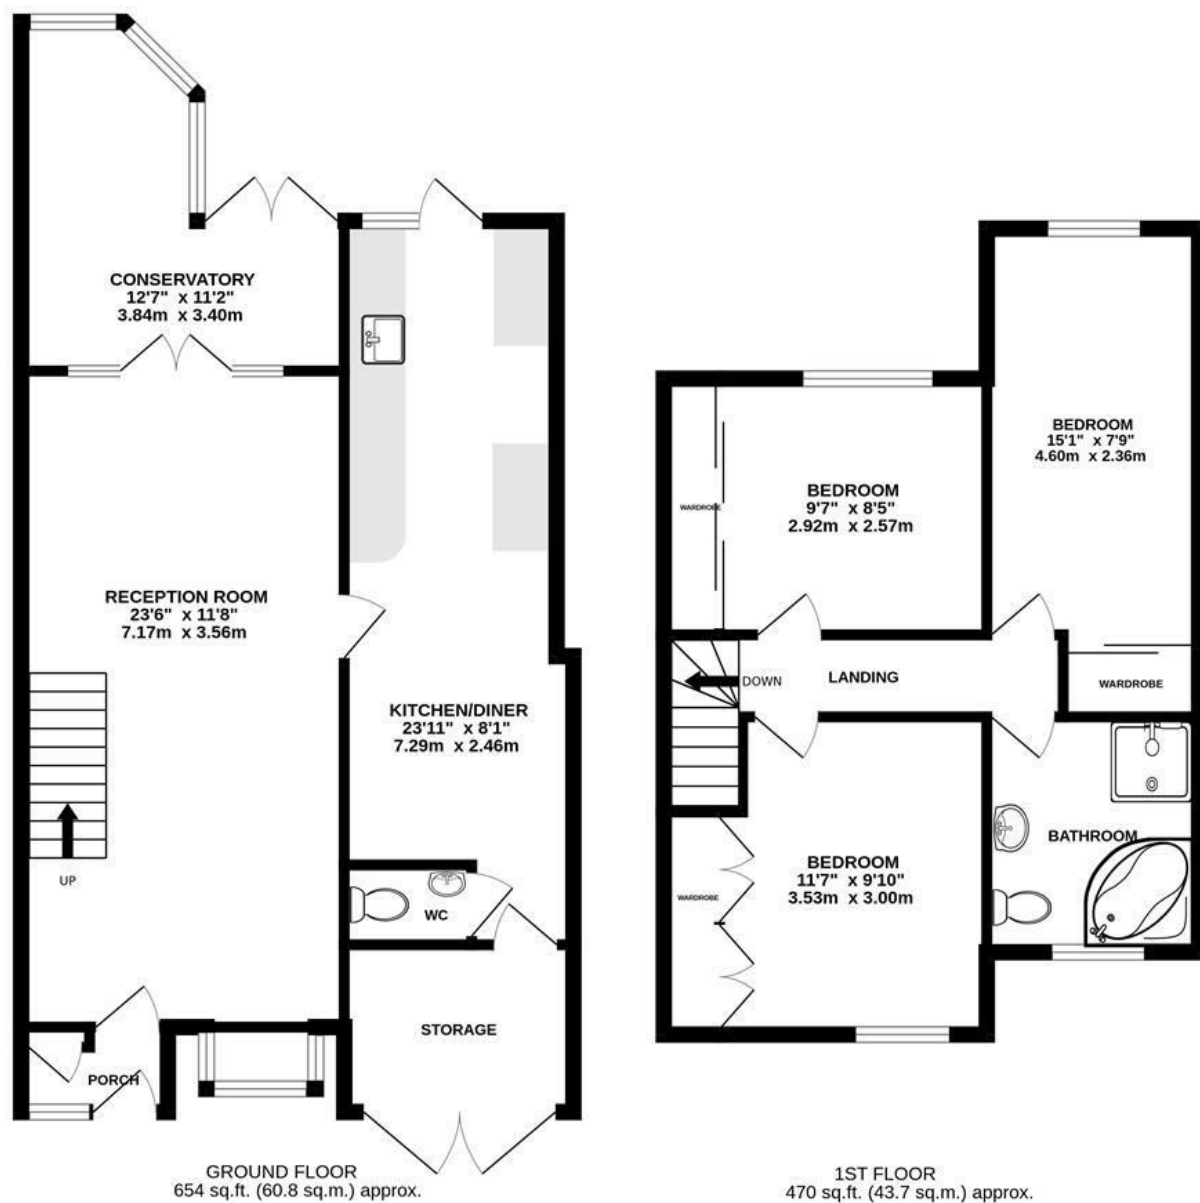 CONSERVATORY
12'7" x 11'2"
3.84m x 3.40m
RECEPTION ROOM
23'6" x 11'8"
7.17m x 3.56m
UP
KITCHEN/DINER
23'11" x 8'1"
7.29m x 2.46m
WC
STORAGE
PORCH
GROUND FLOOR
654 sq.ft. (60.8 sq.m.) approx.
BEDROOM
15'1" x 7'9"
4.60m x 2.36m
BEDROOM
9'7" x 8'5"
2.92m x 2.57m
WARDROBE
DOWN
LANDING
WARDROBE
BATHROOM
BEDROOM
11'7" x 9'10"
3.53m x 3.00m
WARDROBE
1ST FLOOR
470 sq.ft. (43.7 sq.m.) approx.